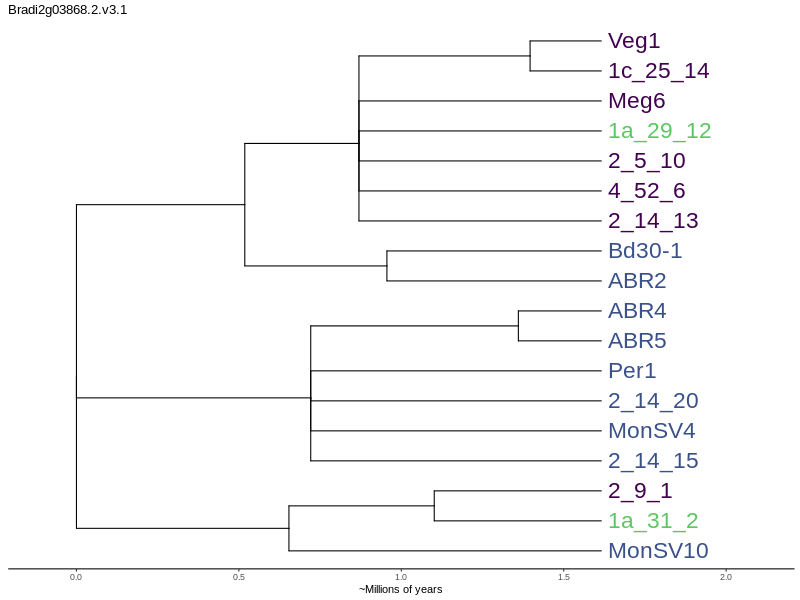 Bradi2g03868.2.v3.1
Veg1
1c_25_14
Meg6
1a_29_12
2_5_10
4_52_6
2_14_13
Bd30-1
ABR2
ABR4
ABR5
Per1
2_14_20
MonSV4
2_14_15
2_9_1
1a_31_2
MonSV10
0.0 0.5 1.0 1.5 2.0
~Millions of years